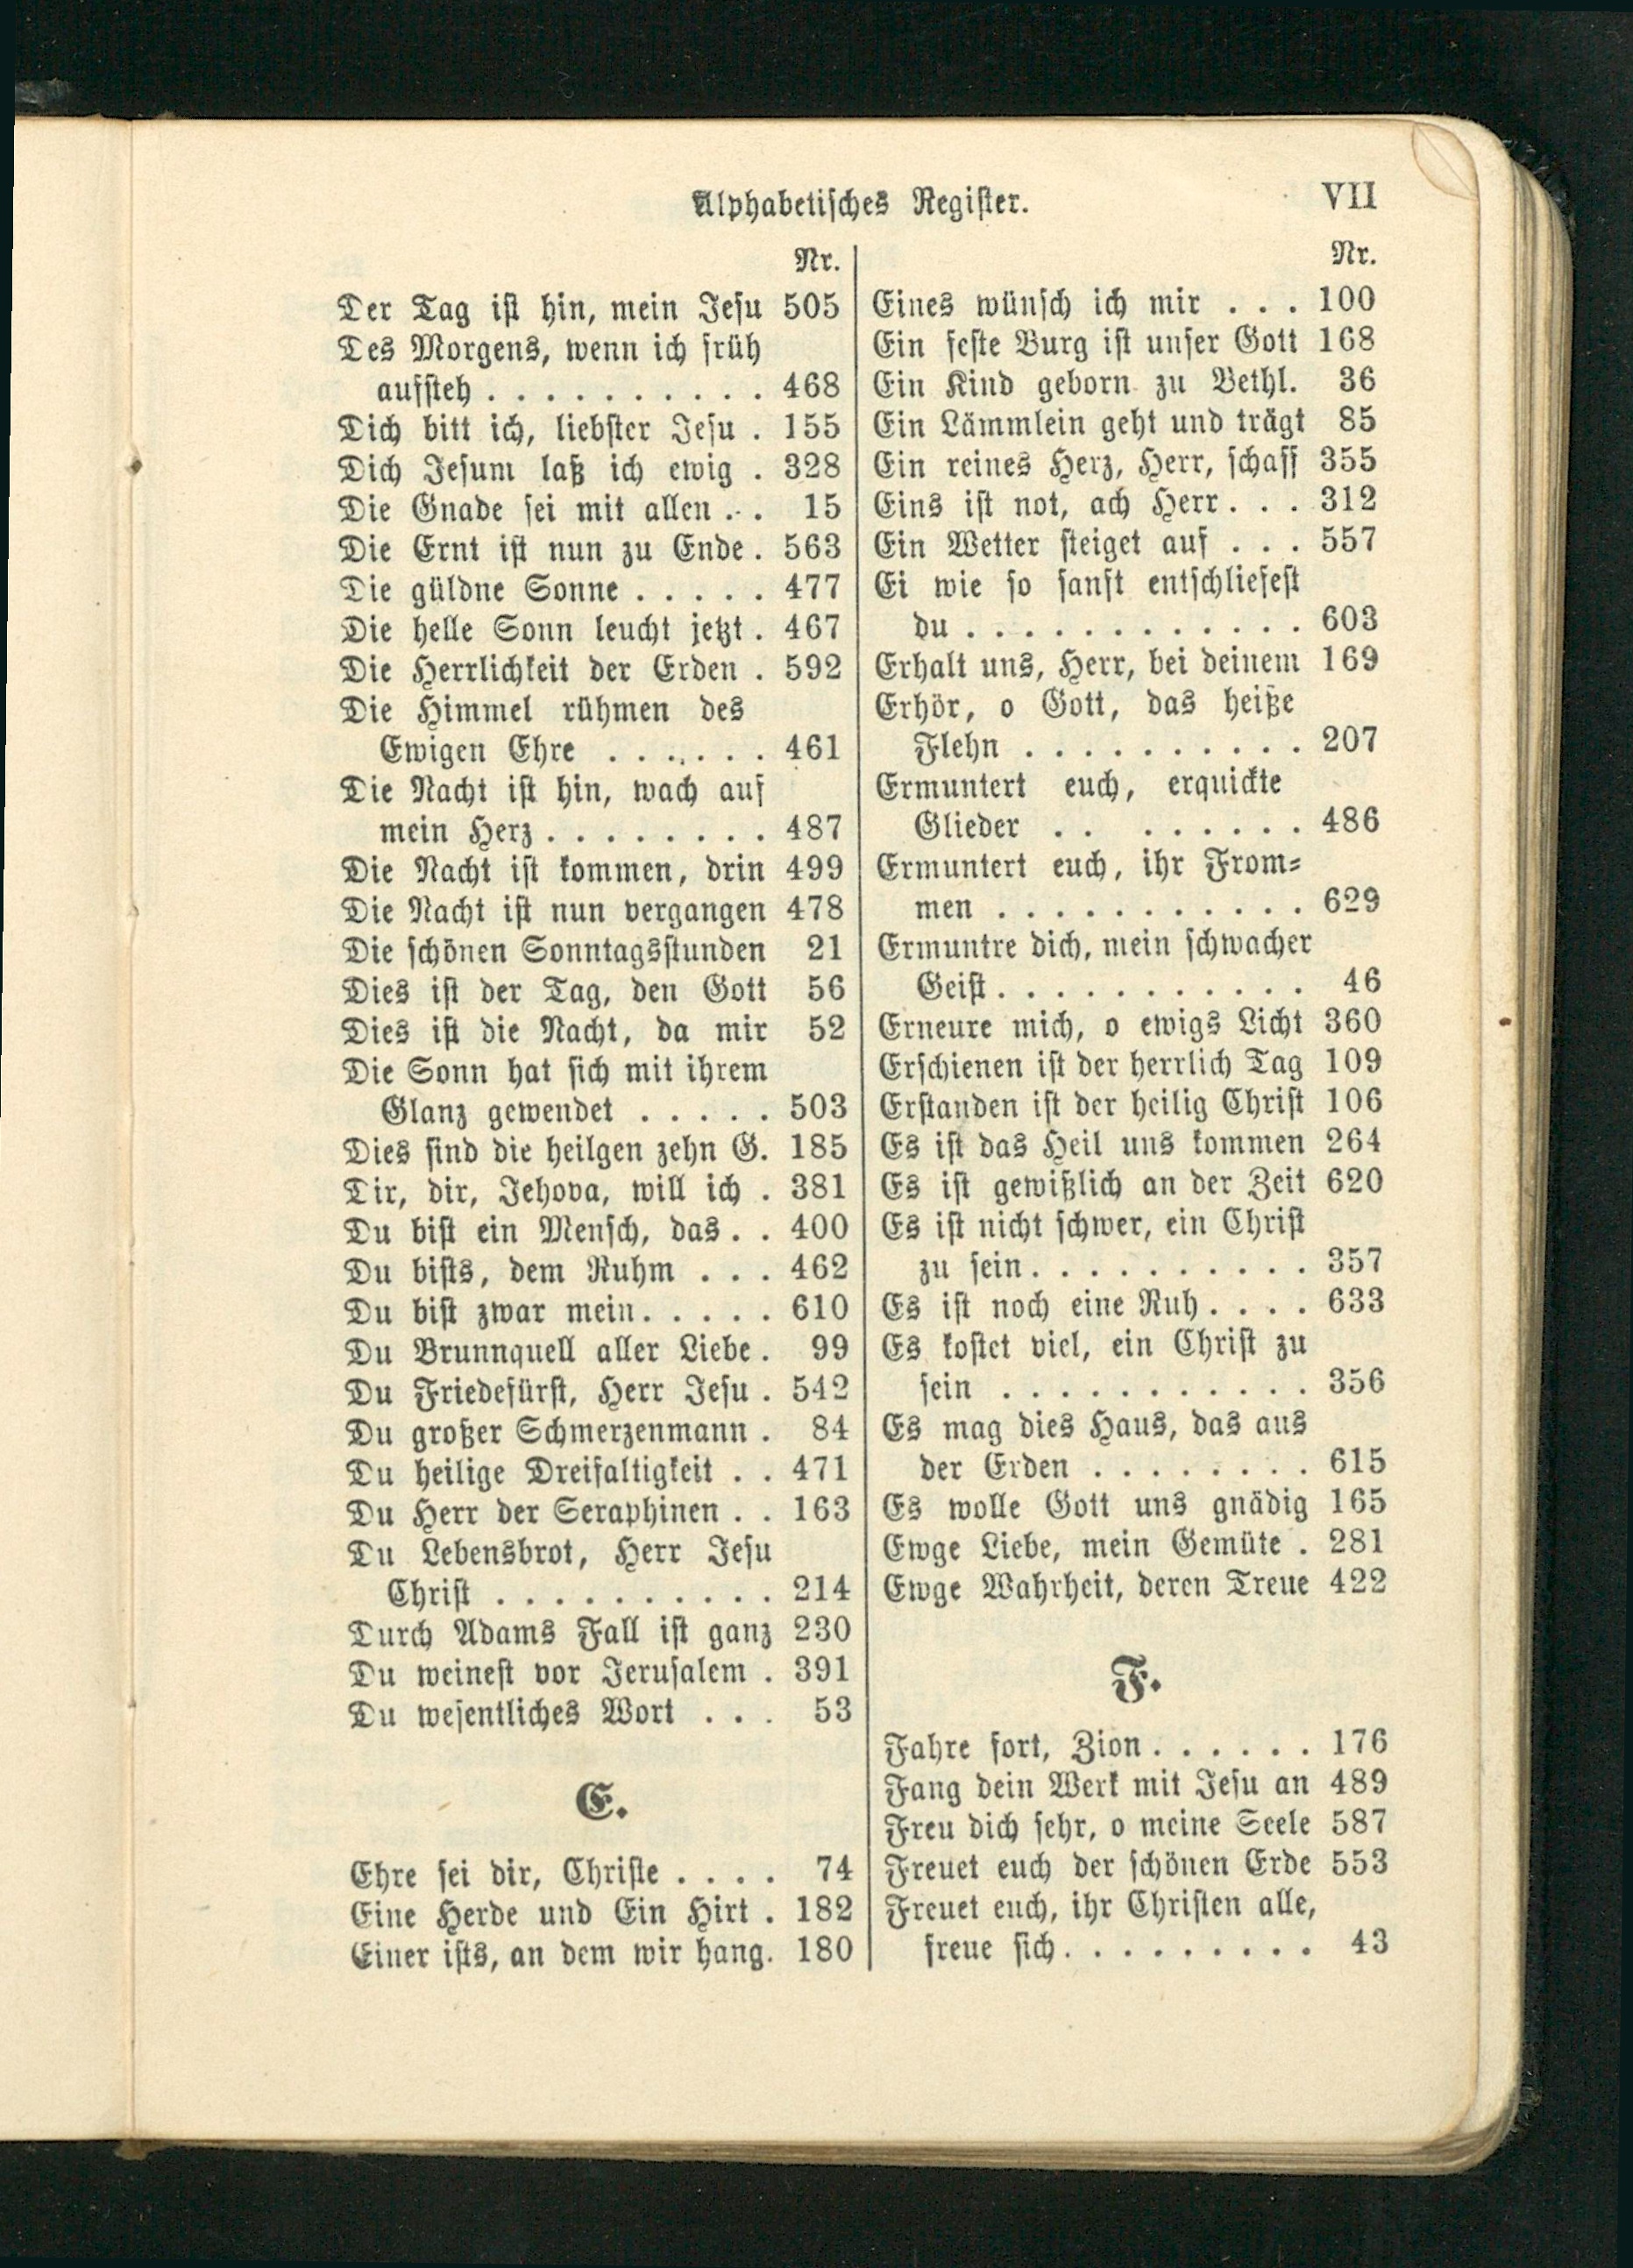 Alphabetisches Register.
VII
Nr.
Der Tag ist hin, mein Jesu 505
Des Morgens, wenn ich früh
aufsteh . . . . . . . . . . 468
Dich bitt ich, liebster Jesu . 155
Dich Jesum laß ich ewig . 328
Die Gnade sei mit allen . . 15
Die Ernt ist nun zu Ende. 563
Die güldne Sonne . . . . . 477
Die helle Sonn leucht jetzt . 467
Die Herrlichkeit der Erden . 592
Die Himmel rühmen des
Ewigen Ehre . . . . . . 461
Die Nacht ist hin, wach auf
mein Herz . . . . . . . . 487
Die Nacht ist kommen, drin 499
Die Nacht ist nun vergangen 478
Die schönen Sonntagsstunden 21
Dies ist der Tag, den Gott 56
Dies ist die Nacht, da mir 52
Die Sonn hat sich mit ihrem
Glanz gewendet . . . . . 503
Dies sind die heilgen zehn G. 185
Dir, dir, Jehova, will ich . 381
Du bist ein Mensch, das . . 400
Du bists, dem Ruhm . . . 462
Du bist zwar mein . . . . . 610
Du Brunnquell aller Liebe . 99
Du Friedefürst, Herr Jesu . 542
Du großer Schmerzenmann . 84
Du heilige Dreifaltigkeit . . 471
Du Herr der Seraphinen . . 163
Du Lebensbrot, Herr Jesu
Christ . . . . . . . . . . 214
Durch Adams Fall ist ganz 230
Du weinest vor Jerusalem . 391
Du wesentliches Wort . . . 53
E.
Ehre sei dir, Christe . . . . 74
Eine Herde und Ein Hirt . 182
Einer ists, an dem wir hang. 180
Nr.
Eines wünsch ich mir . . . 100
Ein feste Burg ist unser Gott 168
Ein Kind geborn zu Bethl. 36
Ein Lämmlein geht und trägt 85
Ein reines Herz, Herr, schaff 355
Eins ist not, ach Herr . . . 312
Ein Wetter steiget auf . . . 557
Ei wie so sanft entschliefest
du . . . . . . . . . . . . 603
Erhalt uns, Herr, bei deinem 169
Erhör, o Gott, das heiße
Flehn . . . . . . . . . . 207
Ermuntert euch, erquickte
Glieder . . . . . . . . 486
Ermuntert euch, ihr From-
men . . . . . . . . . . . 629
Ermuntre dich, mein schwacher
Geist . . . . . . . . . . . 46
Erneure mich, o ewigs Licht 360
Erschienen ist der herrlich Tag 109
Erstanden ist der heilig Christ 106
Es ist das Heil uns kommen 264
Es ist gewißlich an der Zeit 620
Es ist nicht schwer, ein Christ
zu sein . . . . . . . . . . 357
Es ist noch eine Ruh . . . . 633
Es kostet viel, ein Christ zu
sein . . . . . . . . . . . 356
Es mag dies Haus, das aus
der Erden . . . . . . . . 615
Es wolle Gott uns gnädig 165
Ewge Liebe, mein Gemüte . 281
Ewge Wahrheit, deren Treue 422
F.
Fahre fort, Zion . . . . . . 176
Fang dein Werk mit Jesu an 489
Freu dich sehr, o meine Seele 587
Freuet euch der schönen Erde 553
Freuet euch, ihr Christen alle,
freue sich . . . . . . . . . 43